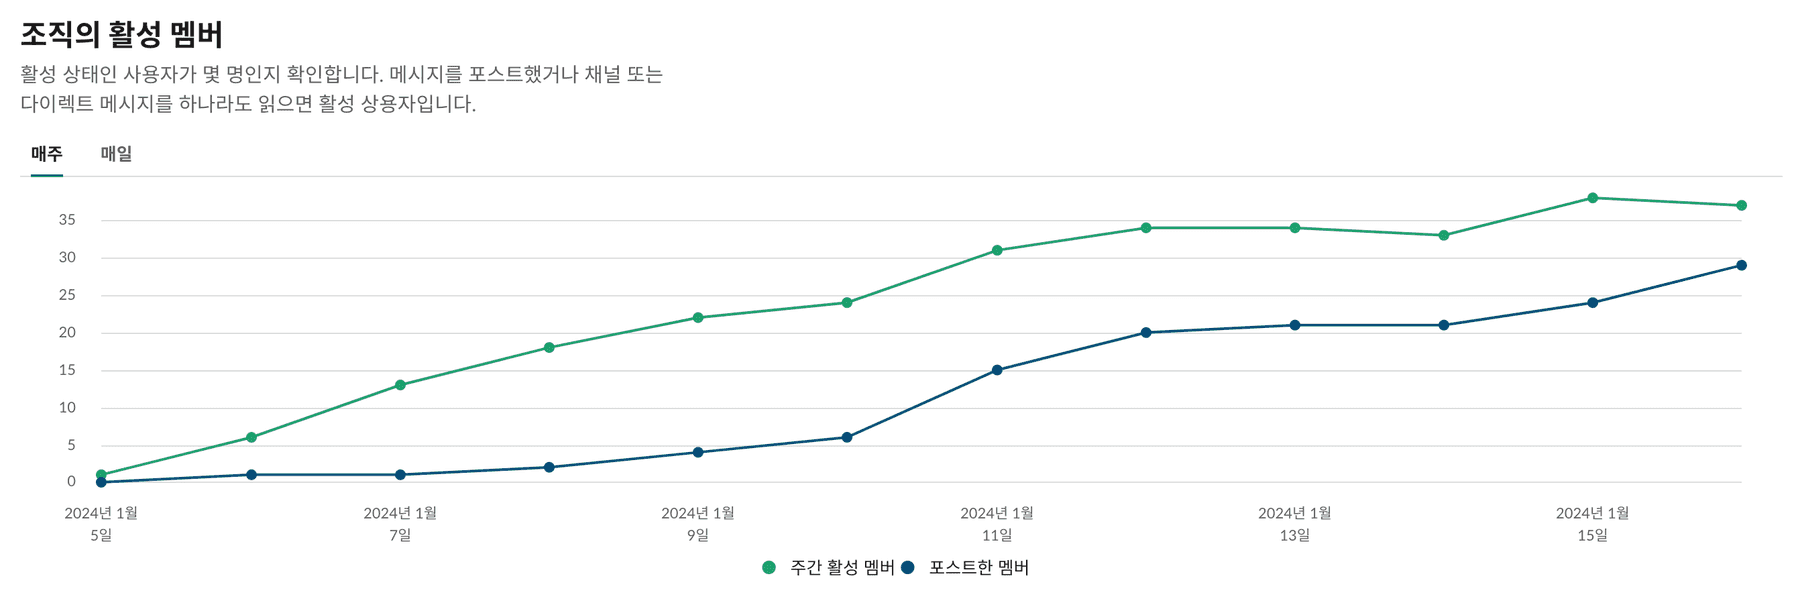 조직의 활성 멤버
활성 상태인 사용자가 몇 명인지 확인합니다. 메시지를 포스트했거나 채널 또는
다이렉트 메시지를 하나라도 읽으면 활성 상용자입니다.
매주 매일
35
30
25
20
15
10
5
0
2024년 1월 2024년 1월 2024년 1월 2024년 1월 2024년 1월 2024년 1월
5일 7일 9일 11일 13일 15일
주간 활성 멤버 포스트한 멤버